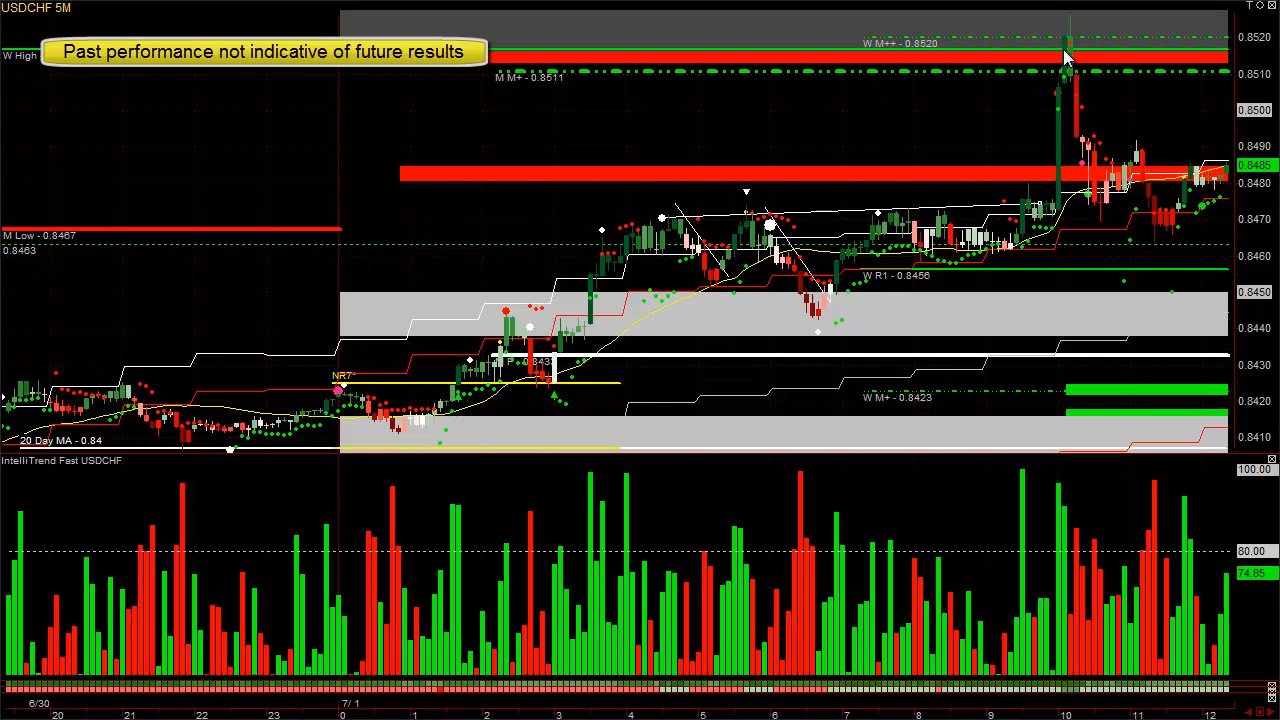 USDCHF 5M
Past performance not indicative of future results
W High
W M++ - 0.8520
M M+ - 0.8511
M Low - 0.8467
0.8463
W R1 - 0.8456
NR7
W M+ - 0.8423
20 Day MA - 0.84
0.8520
0.8510
0.8500
0.8490
0.8485
0.8480
0.8470
0.8460
0.8450
0.8440
0.8430
0.8420
0.8410
IntelliTrend Fast USDCHF
100.00
80.00
74.85
6/30 7/ 1
20 21 22 23 0 1 2 3 4 5 6 7 8 9 10 11 12